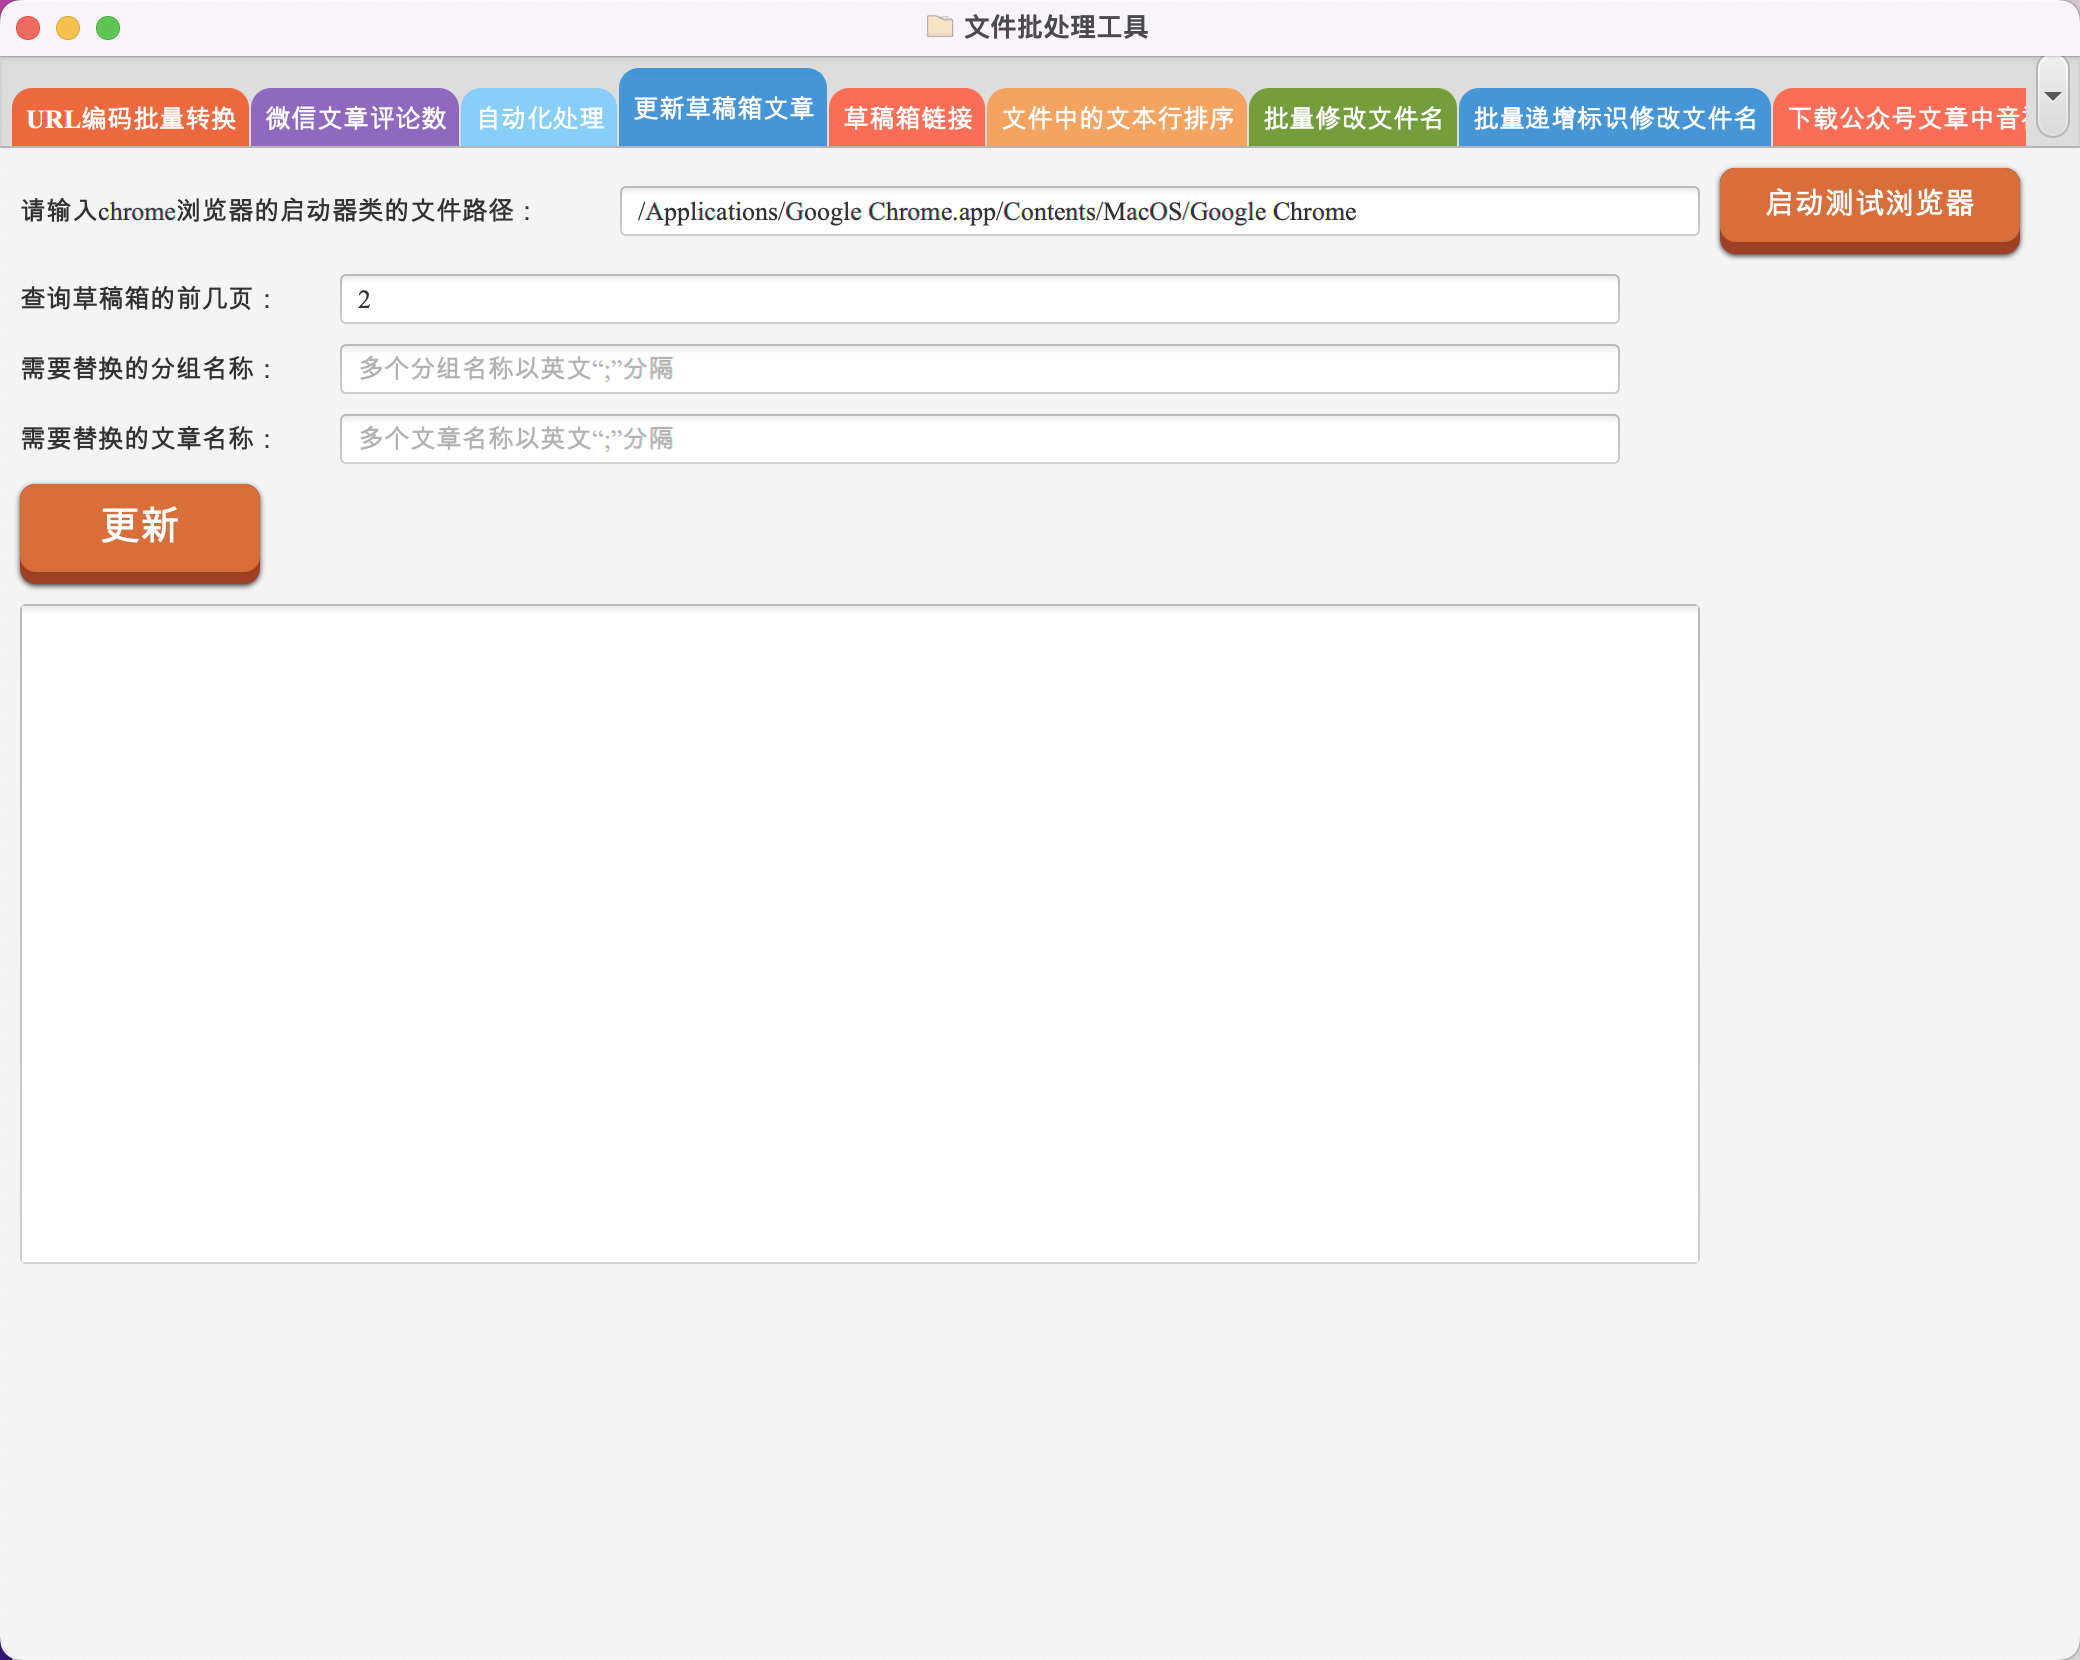 文件批处理工具
URL编码批量转换 微信文章评论数 自动化处理 更新草稿箱文章 草稿箱链接 文件中的文本行排序 批量修改文件名 批量递增标识修改文件名 下载公众号文章中音
请输入chrome浏览器的启动器类的文件路径： /Applications/Google Chrome.app/Contents/MacOS/Google Chrome 启动测试浏览器
查询草稿箱的前几页： 2
需要替换的分组名称： 多个分组名称以英文“;”分隔
需要替换的文章名称： 多个文章名称以英文“;”分隔
更新